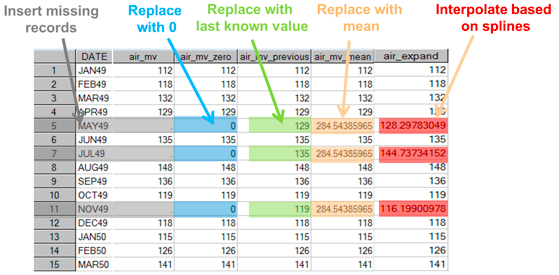 Insert missing records Replace with 0 Replace with last known value Replace with mean Interpolate based on splines
DATE air_mv air_mv_zero air_mv_previous air_mv_mean air_expand
1 JAN49 112 112 112 112 112
2 FEB49 118 118 118 118 118
3 MAR49 132 132 132 132 132
4 APR49 129 129 129 129 135
5 MAY49 . 0 129 284.54385965 128.29783049
6 JUN49 135 135 135 135 135
7 JUL49 . 0 135 284.54385965 144.73734152
8 AUG49 148 148 148 148 148
9 SEP49 136 136 136 136 136
10 OCT49 119 119 119 119 119
11 NOV49 . 0 119 284.54385965 116.19900978
12 DEC49 118 118 118 118 118
13 JAN50 115 115 115 115 115
14 FEB50 126 126 126 126 126
15 MAR50 141 141 141 141 141